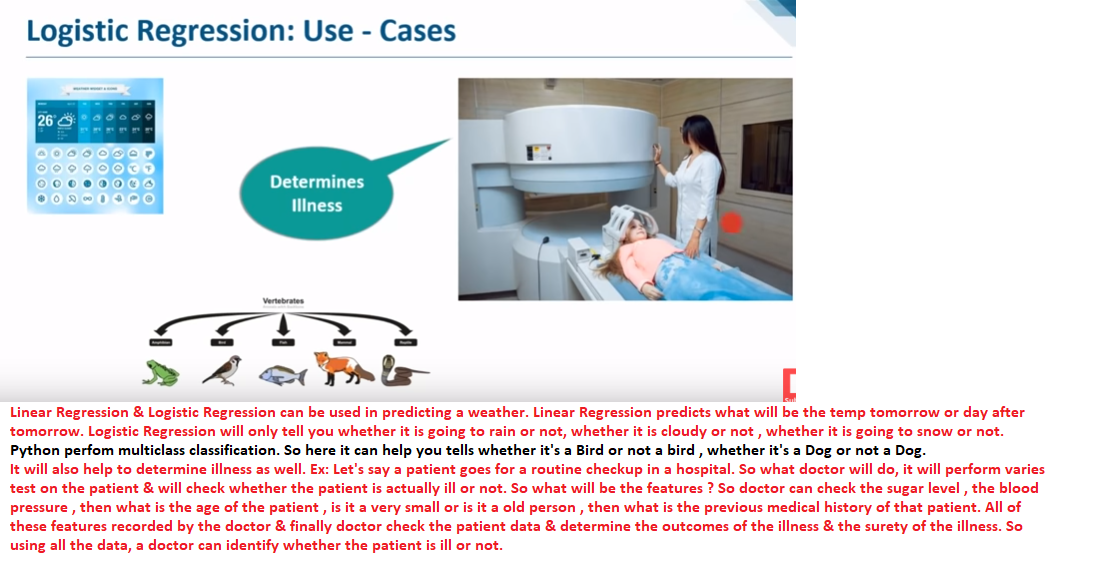 Logistic Regression: Use - Cases
26°
Determines
Illness
Vertebrates
Amphibian
Bird
Fish
Mammal
Reptile
Linear Regression & Logistic Regression can be used in predicting a weather. Linear Regression predicts what will be the temp tomorrow or day after
tomorrow. Logistic Regression will only tell you whether it is going to rain or not, whether it is cloudy or not , whether it is going to snow or not.
Python perfom multiclass classification. So here it can help you tells whether it's a Bird or not a bird , whether it's a Dog or not a Dog.
It will also help to determine illness as well. Ex: Let's say a patient goes for a routine checkup in a hospital. So what doctor will do, it will perform varies
test on the patient & will check whether the patient is actually ill or not. So what will be the features ? So doctor can check the sugar level , the blood
pressure , then what is the age of the patient , is it a very small or is it a old person , then what is the previous medical history of that patient. All of
these features recorded by the doctor & finally doctor check the patient data & determine the outcomes of the illness & the surety of the illness. So
using all the data, a doctor can identify whether the patient is ill or not.